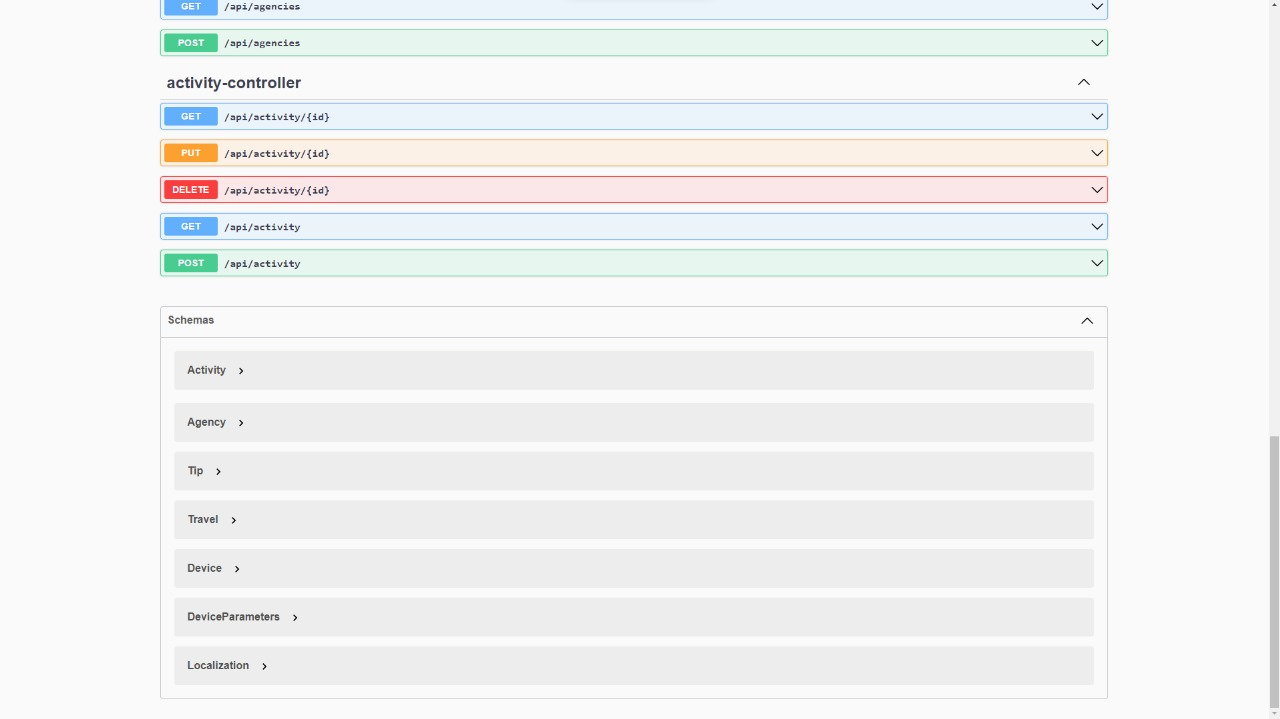 GET /api/agencies
POST /api/agencies
activity-controller
GET /api/activity/{id}
PUT /api/activity/{id}
DELETE /api/activity/{id}
GET /api/activity
POST /api/activity
Schemas
Activity
Agency
Tip
Travel
Device
DeviceParameters
Localization